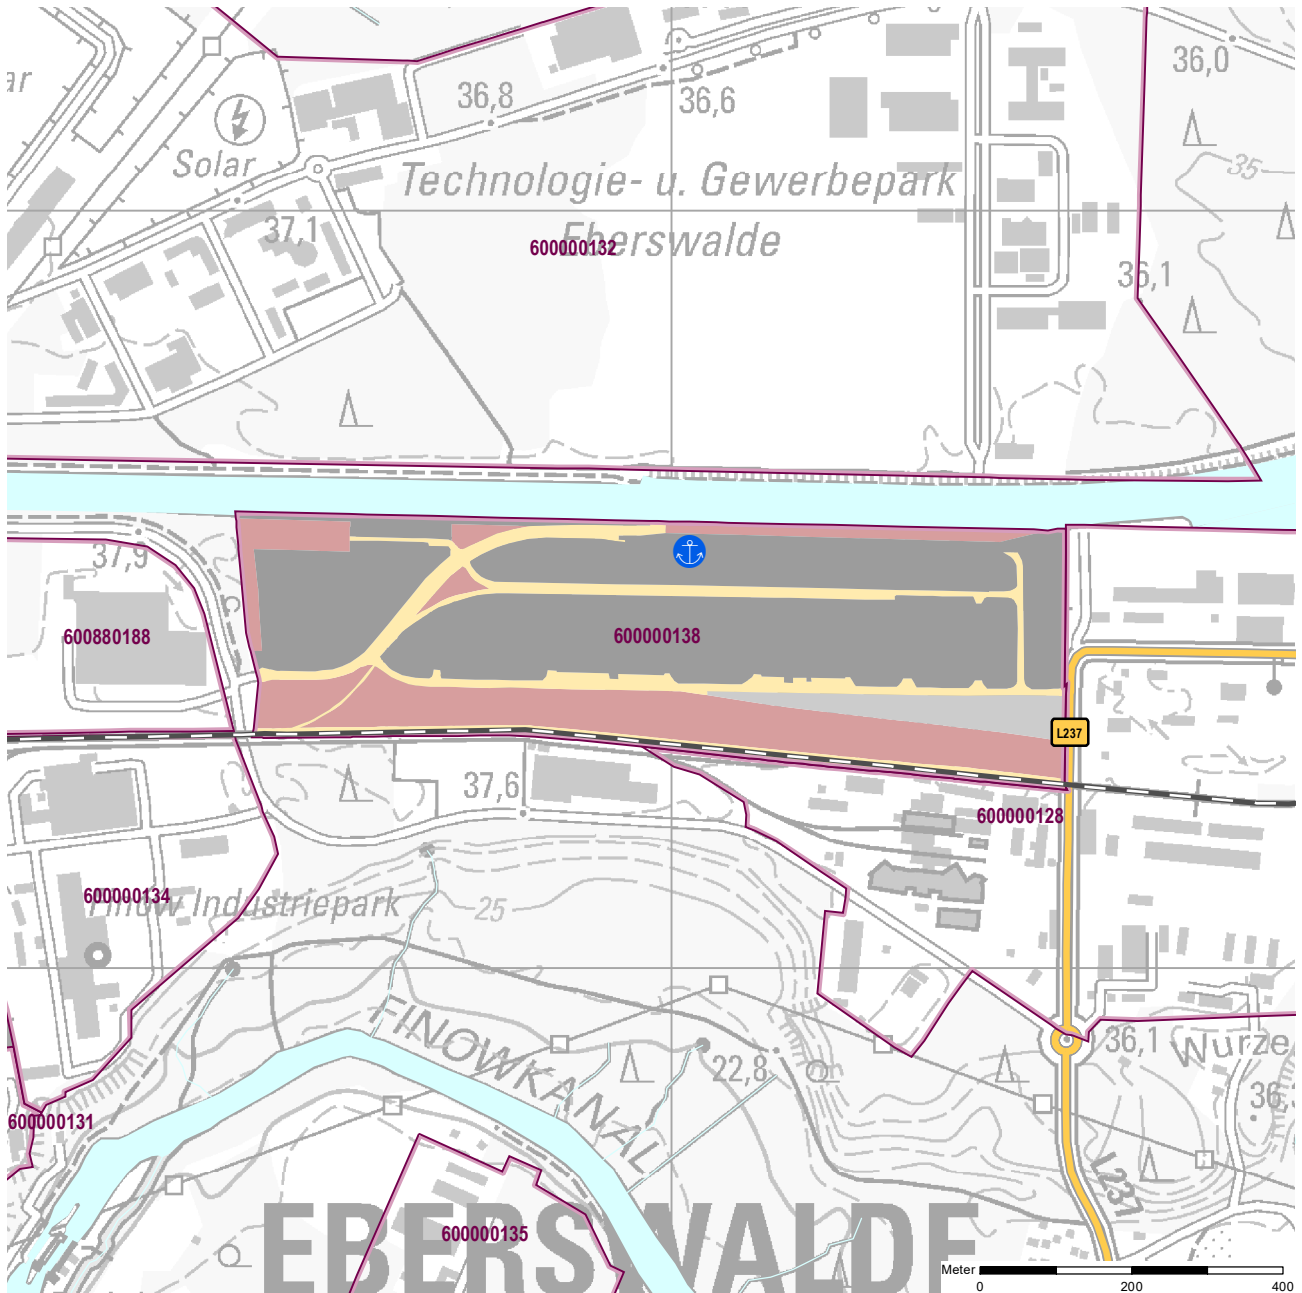 36,0
ar
36,8
36,6
Solar
Technologie- u. Gewerbepark
35
37,1
Eberswalde
600000132
36,1
37,9
600880188
600000138
L237
37,6
600000128
600000134
Finow Industriepark
25
FINOWKANAL
36,1
Wurze
22,8
36,
600000131
L237
EBERSWALDE
600000135
Meter
0 200 400